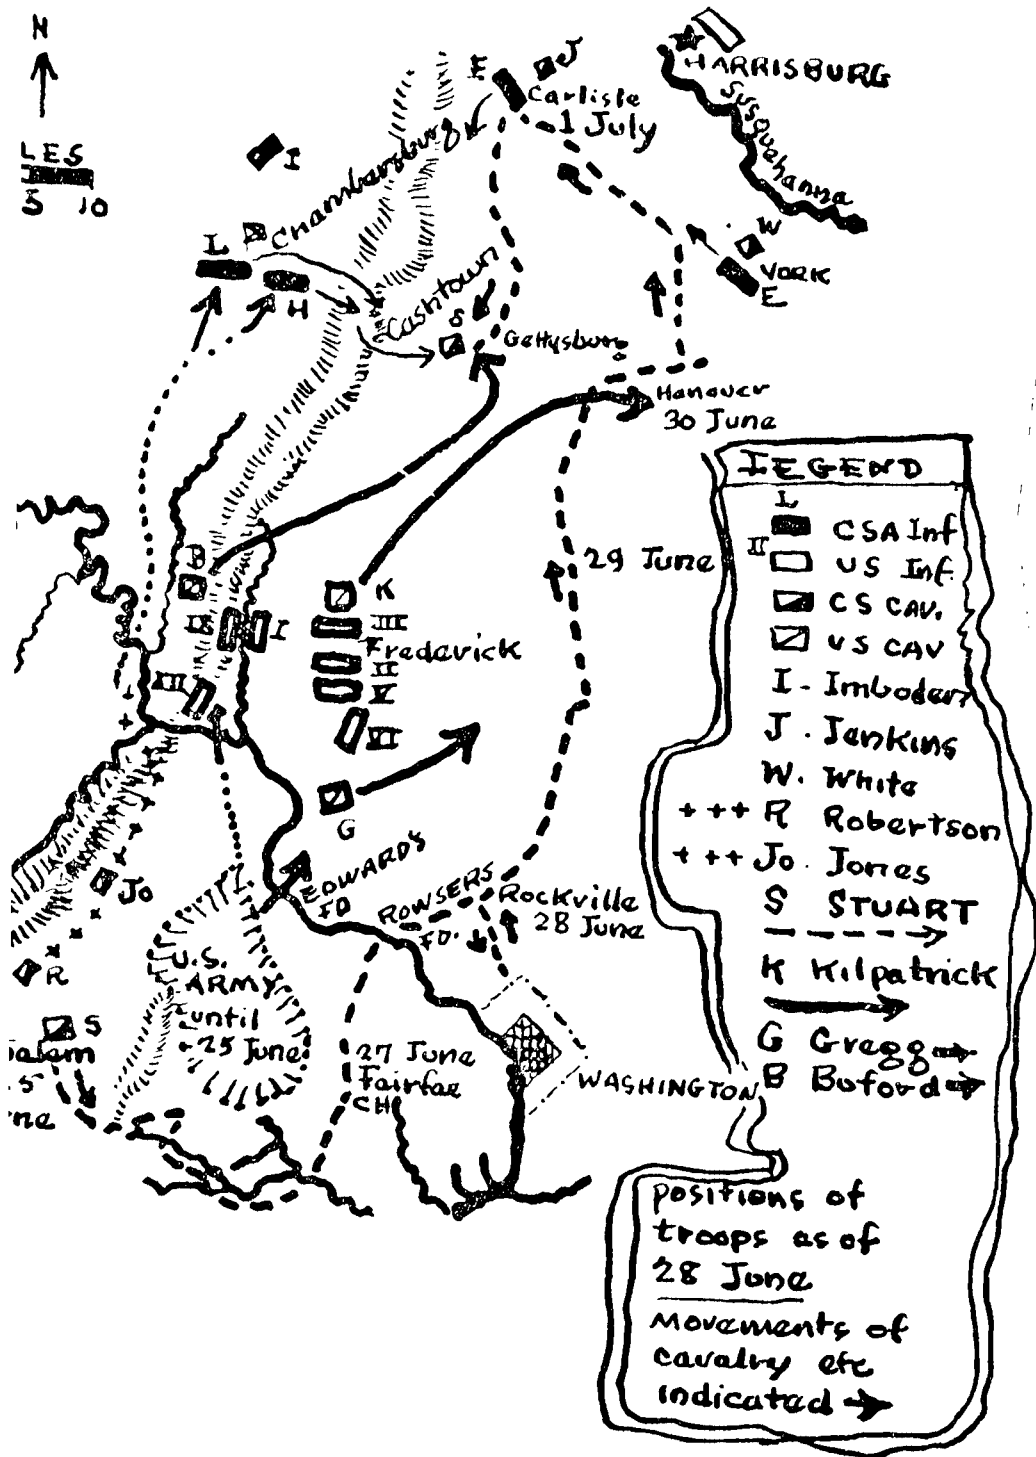 N
LES
5 10
E
J
Carlisle
1 July
HARRISBURG
Susquehanna
I
Chambersburg
L
H
Cashtown
S
Gettysburg
W
YORK
E
Hanover
30 June
29 June
B
K
I
III
Frederick
II
V
XII
VI
G
EDWARD'S
FD
ROWSERS
FD.
Rockville
28 June
Jo
R
U.S.
ARMY
until
25 June
S
alem
27 June
Fairfax
CH
WASHINGTON
LEGEND
L
CSA Inf
II
US Inf.
CS CAV.
US CAV
I - Imboden
J . Jenkins
W. White
+++ R Robertson
+++ Jo. Jones
S STUART
K Kilpatrick
G Gregg
B Buford
positions of
troops as of
28 June
Movements of
cavalry etc
indicated